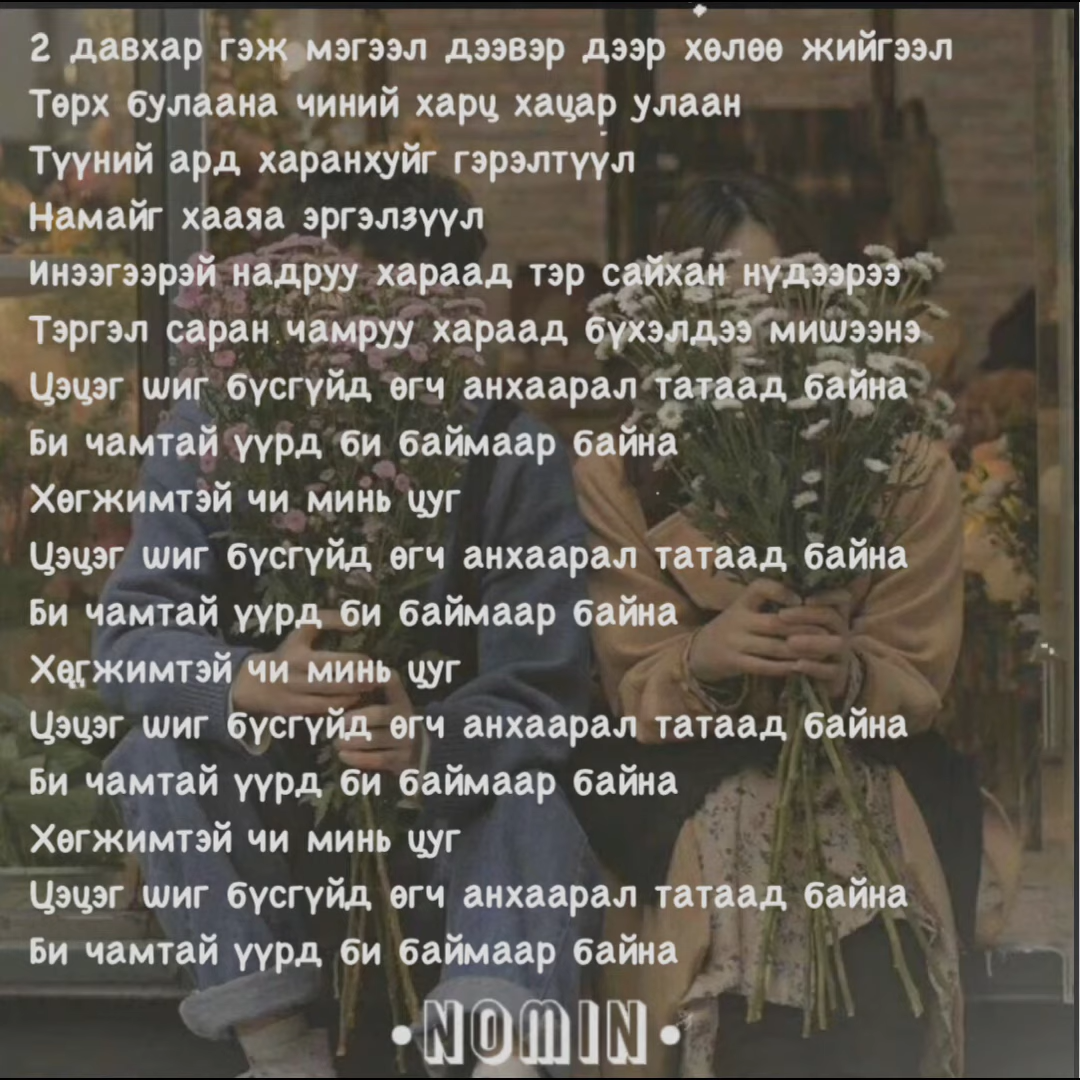 2 давхар гэж мэгээл дээвэр дээр хөлөө жийгээл
Төрх булаана чиний харц хацар улаан
Түүний ард харанхуйг гэрэлтүүл
Намайг хааяа эргэлзүүл
Инээгээрэй надруу хараад тэр сайхан нүдээрээ
Тэргэл саран чамруу хараад бүхэлдээ мишээнэ
Цэцэг шиг бүсгүйд өгч анхаарал татаад байна
Би чамтай үүрд би баймаар байна
Хөгжимтэй чи минь цуг
Цэцэг шиг бүсгүйд өгч анхаарал татаад байна
Би чамтай үүрд би баймаар байна
Хөгжимтэй чи минь цуг
Цэцэг шиг бүсгүйд өгч анхаарал татаад байна
Би чамтай үүрд би баймаар байна
Хөгжимтэй чи минь цуг
Цэцэг шиг бүсгүйд өгч анхаарал татаад байна
Би чамтай үүрд би баймаар байна
•NOMIN•